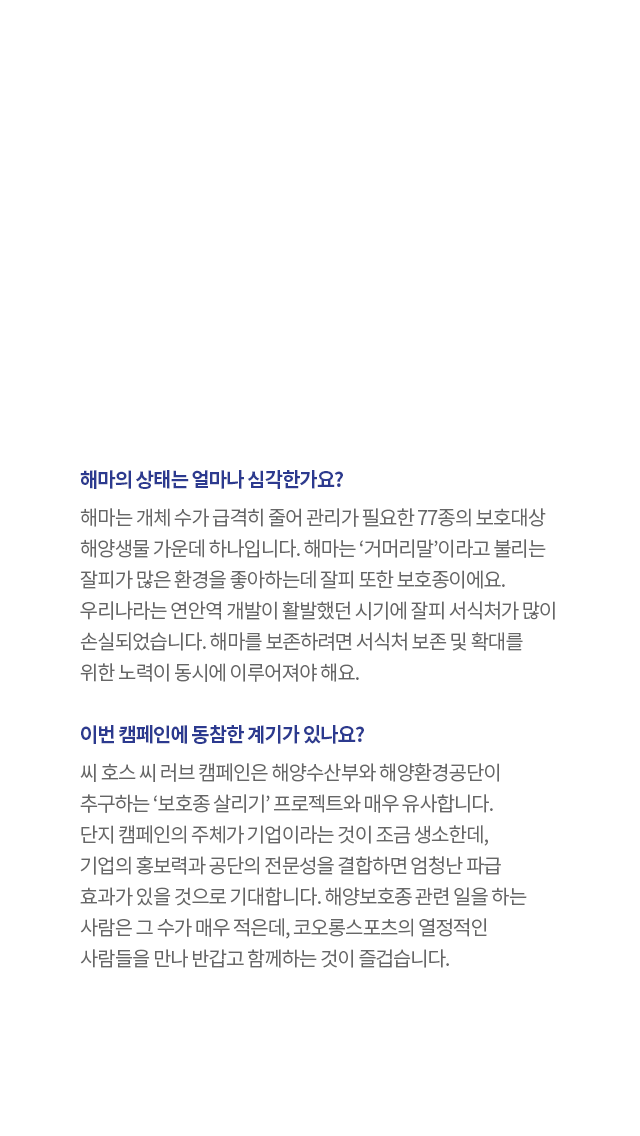 해마의 상태는 얼마나 심각한가요?
해마는 개체 수가 급격히 줄어 관리가 필요한 77종의 보호대상
해양생물 가운데 하나입니다. 해마는 ‘거머리말’이라고 불리는
잘피가 많은 환경을 좋아하는데 잘피 또한 보호종이에요.
우리나라는 연안역 개발이 활발했던 시기에 잘피 서식처가 많이
손실되었습니다. 해마를 보존하려면 서식처 보존 및 확대를
위한 노력이 동시에 이루어져야 해요.
이번 캠페인에 동참한 계기가 있나요?
씨 호스 씨 러브 캠페인은 해양수산부와 해양환경공단이
추구하는 ‘보호종 살리기’ 프로젝트와 매우 유사합니다.
단지 캠페인의 주체가 기업이라는 것이 조금 생소한데,
기업의 홍보력과 공단의 전문성을 결합하면 엄청난 파급
효과가 있을 것으로 기대합니다. 해양보호종 관련 일을 하는
사람은 그 수가 매우 적은데, 코오롱스포츠의 열정적인
사람들을 만나 반갑고 함께하는 것이 즐겁습니다.